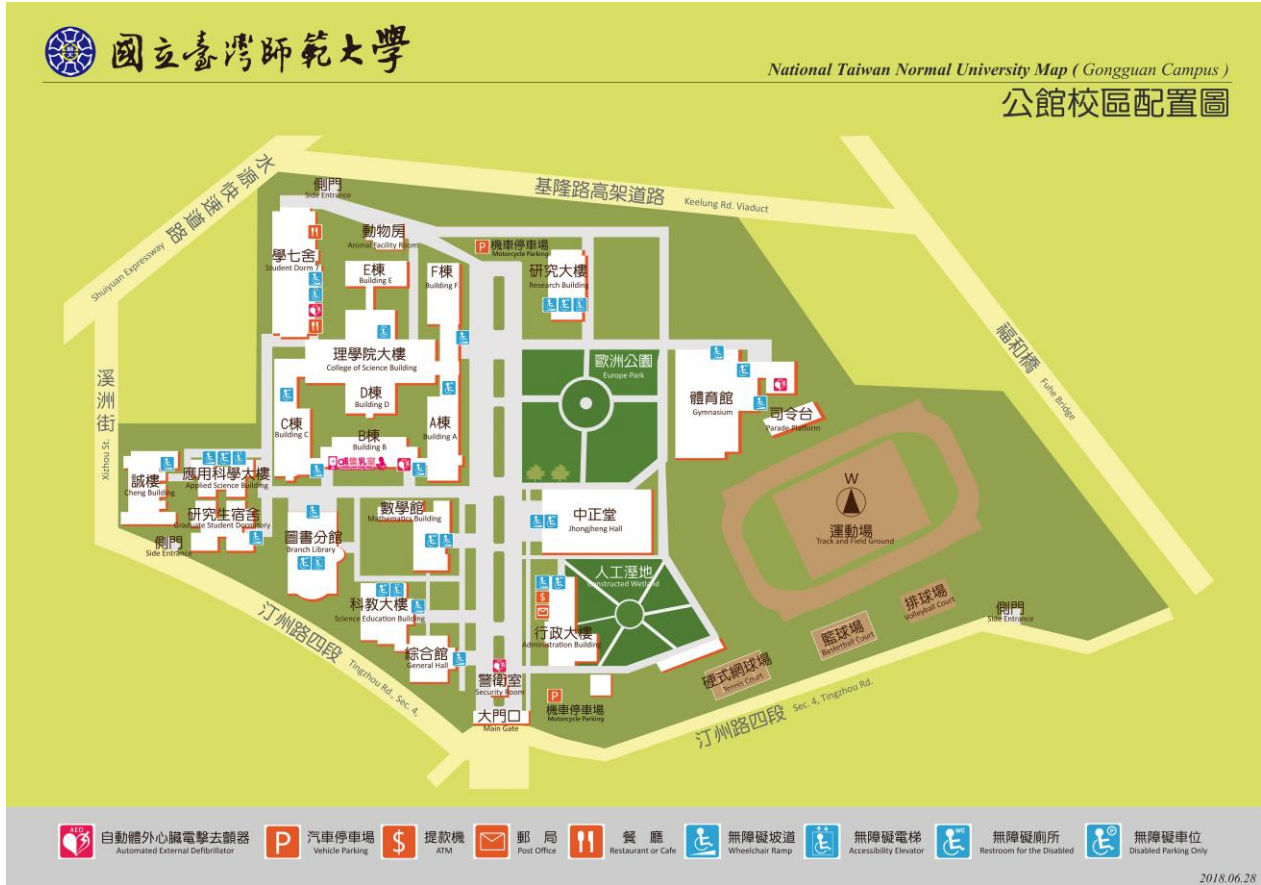 國立臺灣師範大學
National Taiwan Normal University Map ( Gongguan Campus )
公館校區配置圖
水源快速道路
Shuiyuan Expressway
基隆路高架道路
Keelung Rd. Viaduct
側門
Side Entrance
動物房
Animal Facility Room
P
機車停車場
Motorcycle Parking
學七舍
Student Dorm 7
E棟
Building E
F棟
Building F
研究大樓
Research Building
福和橋
Fuhe Bridge
理學院大樓
College of Science Building
歐洲公園
Europe Park
溪洲街
Xizhou St.
D棟
Building D
體育館
Gymnasium
司令台
Parade Platform
C棟
Building C
A棟
Building A
B棟
Building B
哺集乳室
誠樓
Cheng Building
應用科學大樓
Applied Science Building
W
運動場
Track and Field Ground
研究生宿舍
Graduate Student Dormitory
數學館
Mathematics Building
中正堂
Jhongjheng Hall
側門
Side Entrance
圖書分館
Branch Library
人工溼地
Constructed Wetland
$
科教大樓
Science Education Building
行政大樓
Administration Building
排球場
Volleyball Court
側門
Side Entrance
籃球場
Basketball Court
汀州路四段
Tingzhou Rd., Sec. 4,
綜合館
General Hall
硬式網球場
Tennis Court
警衛室
Security Room
P
機車停車場
Motorcycle Parking
大門口
Main Gate
汀州路四段
Sec. 4, Tingzhou Rd.
AED
自動體外心臟電擊去顫器
Automated External Defibrillator
P
汽車停車場
Vehicle Parking
$
提款機
ATM
郵局
Post Office
餐廳
Restaurant or Cafe
無障礙坡道
Wheelchair Ramp
無障礙電梯
Accessibility Elevator
WC
無障礙廁所
Restroom for the Disabled
P
無障礙車位
Disabled Parking Only
2018.06.28